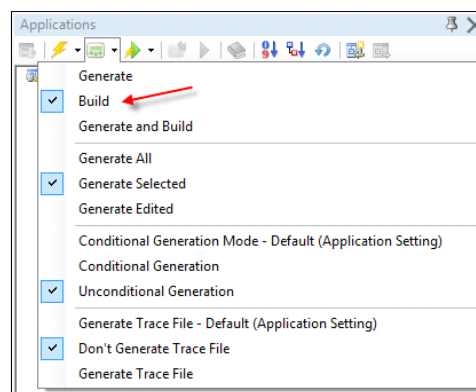 Applications
Generate
Build
Generate and Build
Generate All
Generate Selected
Generate Edited
Conditional Generation Mode - Default (Application Setting)
Conditional Generation
Unconditional Generation
Generate Trace File - Default (Application Setting)
Don't Generate Trace File
Generate Trace File